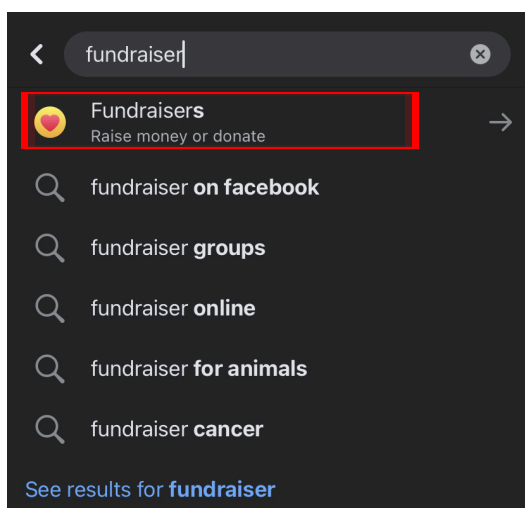 fundraiser
Fundraisers
Raise money or donate
fundraiser on facebook
fundraiser groups
fundraiser online
fundraiser for animals
fundraiser cancer
See results for fundraiser